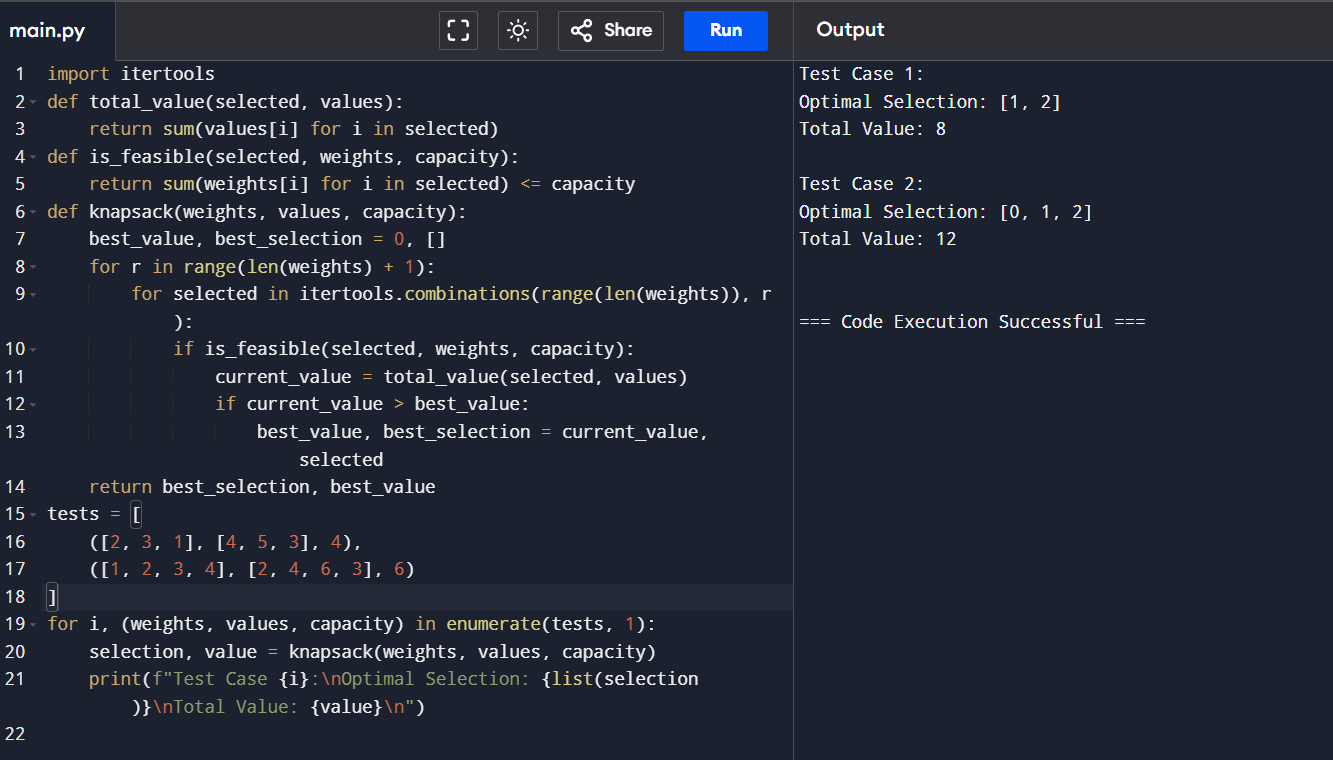 main.py
Share
Run
Output
1 import itertools
2 def total_value(selected, values):
3     return sum(values[i] for i in selected)
4 def is_feasible(selected, weights, capacity):
5     return sum(weights[i] for i in selected) <= capacity
6 def knapsack(weights, values, capacity):
7     best_value, best_selection = 0, []
8     for r in range(len(weights) + 1):
9         for selected in itertools.combinations(range(len(weights)), r
            ):
10             if is_feasible(selected, weights, capacity):
11                 current_value = total_value(selected, values)
12                 if current_value > best_value:
13                     best_value, best_selection = current_value,
                        selected
14     return best_selection, best_value
15 tests = [
16     ([2, 3, 1], [4, 5, 3], 4),
17     ([1, 2, 3, 4], [2, 4, 6, 3], 6)
18 ]
19 for i, (weights, values, capacity) in enumerate(tests, 1):
20     selection, value = knapsack(weights, values, capacity)
21     print(f"Test Case {i}:\nOptimal Selection: {list(selection
        )}\nTotal Value: {value}\n")
22
Test Case 1:
Optimal Selection: [1, 2]
Total Value: 8
Test Case 2:
Optimal Selection: [0, 1, 2]
Total Value: 12
=== Code Execution Successful ===